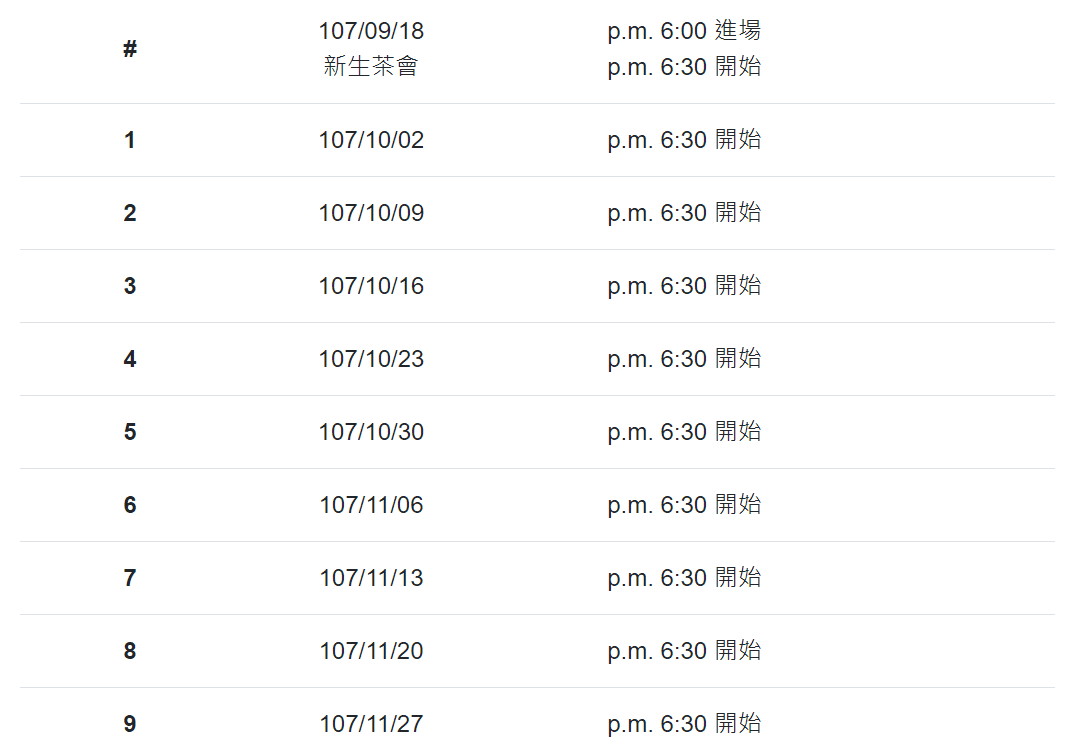 # 107/09/18 p.m. 6:00 進場
新生茶會 p.m. 6:30 開始
1 107/10/02 p.m. 6:30 開始
2 107/10/09 p.m. 6:30 開始
3 107/10/16 p.m. 6:30 開始
4 107/10/23 p.m. 6:30 開始
5 107/10/30 p.m. 6:30 開始
6 107/11/06 p.m. 6:30 開始
7 107/11/13 p.m. 6:30 開始
8 107/11/20 p.m. 6:30 開始
9 107/11/27 p.m. 6:30 開始